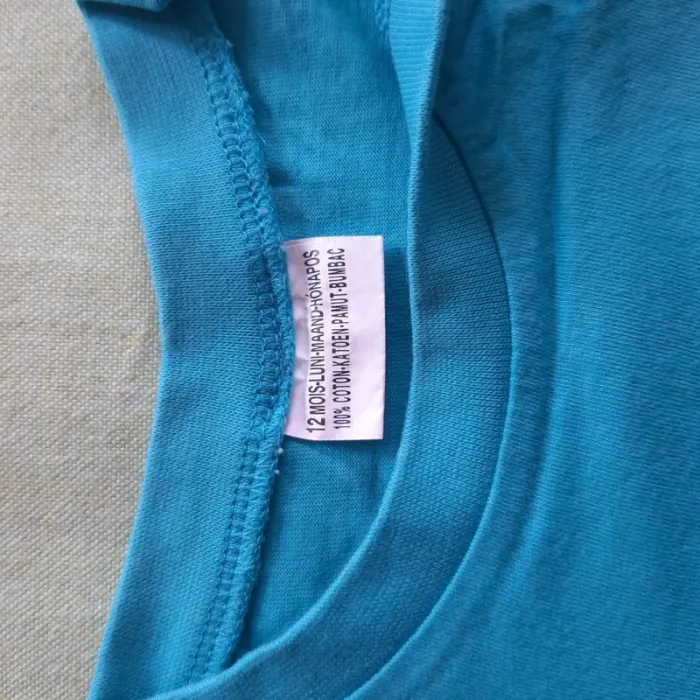 12 MOIS-LUNI-MAAND-HÓNAPOS
100% COTON-KATOEN-PAMUT-BUMBAC